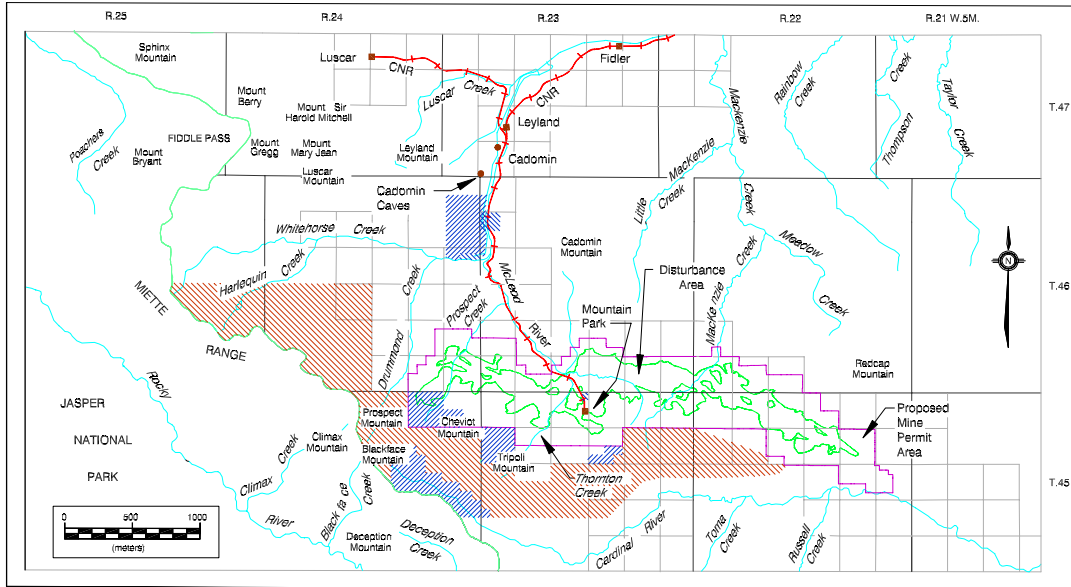 R.25
R.24
R.23
R.22
R.21 W.5M.
Sphinx
Mountain
Luscar
CNR
Fidler
Luscar
Creek
CNR
Mackenzie
Rainbow
Creek
Creek
Thompson
Taylor
Creek
T.47
Mount
Berry
Mount Sir
Harold Mitchell
Leyland
Poachers
Creek
FIDDLE PASS
Mount
Bryant
Mount
Gregg
Mount
Mary Jean
Leyland
Mountain
Cadomin
Luscar
Mountain
Cadomin
Caves
Little
MacKenzie
Creek
Creek
Whitehorse
Creek
Harlequin
Creek
Drummond
Creek
Prospect
Creek
McLeod
River
Cadomin
Mountain
Disturbance
Area
Mountain
Park
MacKenzie
Creek
Meadow
Creek
N
T.46
MIETTE
RANGE
Redcap
Mountain
Rocky
River
JASPER
NATIONAL
PARK
Prospect
Mountain
Cheviot
Mountain
Climax
Mountain
Blackface
Mountain
Tripoli
Mountain
Thornton
Creek
Proposed
Mine
Permit
Area
T.45
Climax
Creek
Blackface
Creek
Deception
Mountain
Deception
Creek
Cardinal
River
Toma
Creek
Russell
Creek
0
500
1000
(meters)